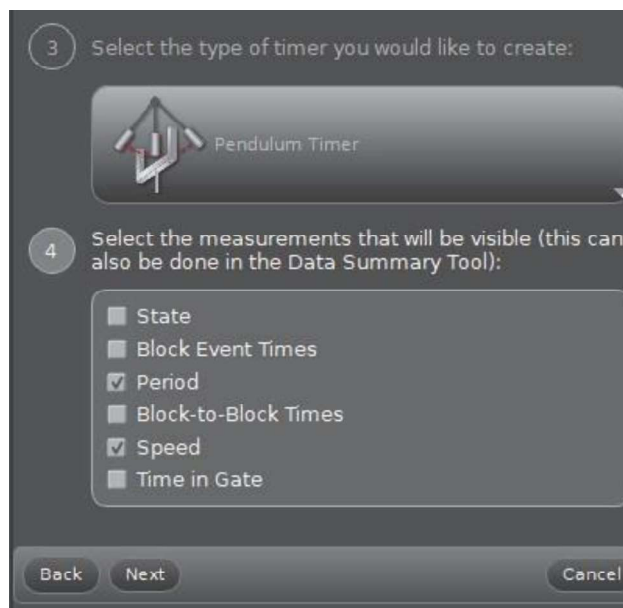 3 Select the type of timer you would like to create:
Pendulum Timer
4 Select the measurements that will be visible (this can
also be done in the Data Summary Tool):
State
Block Event Times
Period
Block-to-Block Times
Speed
Time in Gate
Back Next Cancel